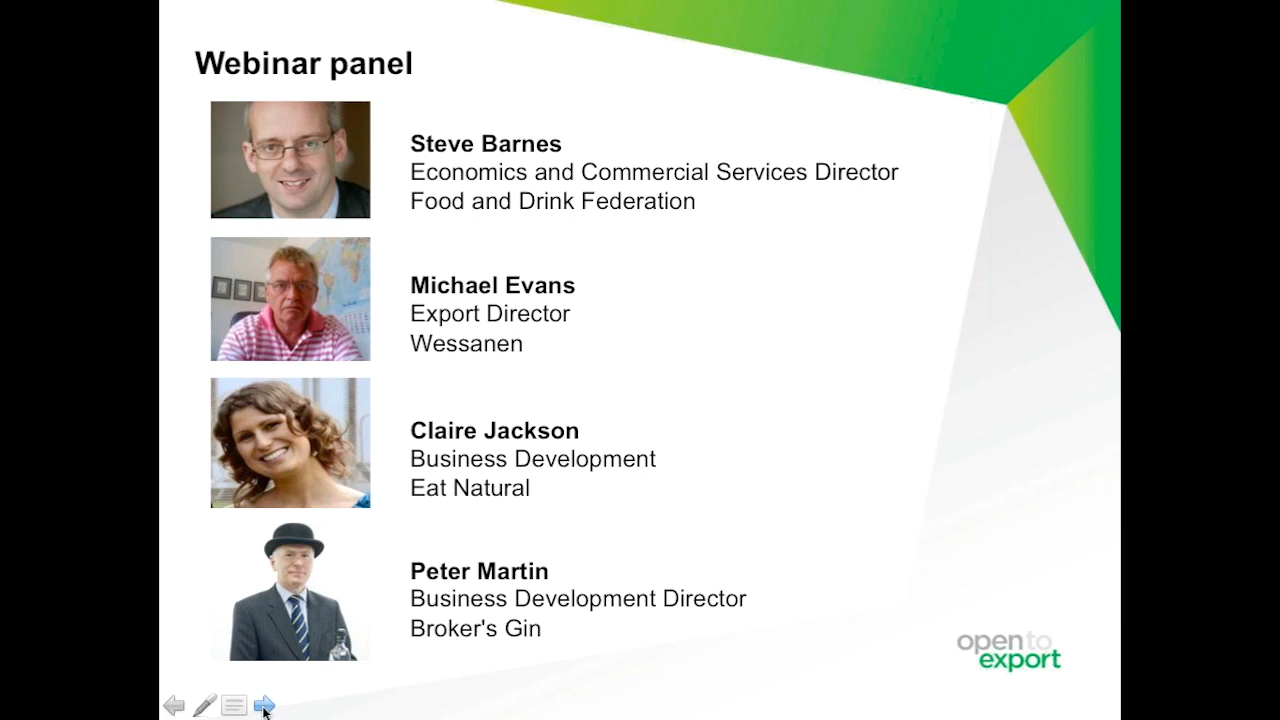 Webinar panel
Steve Barnes
Economics and Commercial Services Director
Food and Drink Federation
Michael Evans
Export Director
Wessanen
Claire Jackson
Business Development
Eat Natural
Peter Martin
Business Development Director
Broker's Gin
open to
export